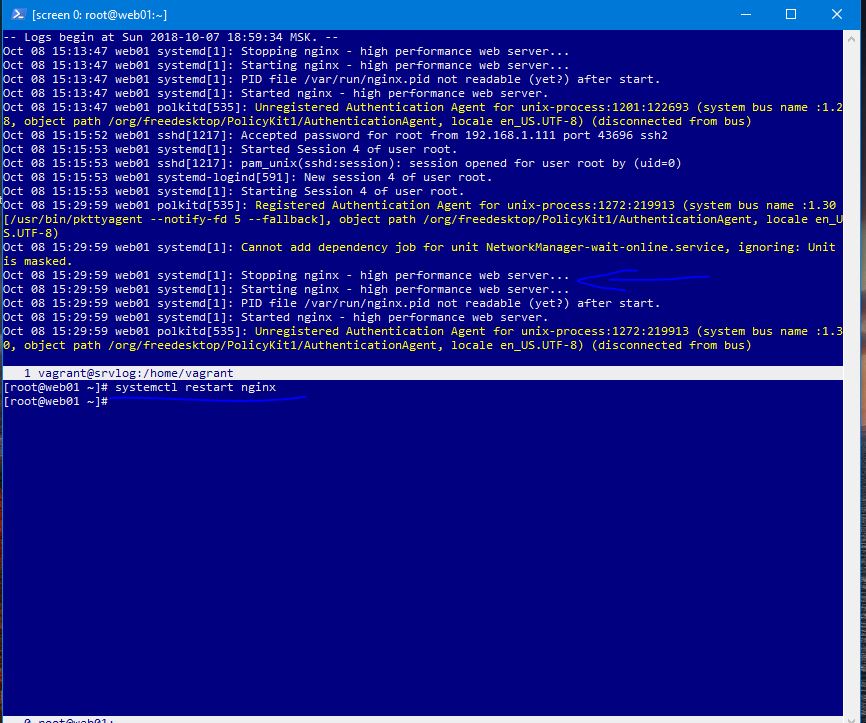 [screen 0: root@web01:~]
-- Logs begin at Sun 2018-10-07 18:59:34 MSK. --
Oct 08 15:13:47 web01 systemd[1]: Stopping nginx - high performance web server...
Oct 08 15:13:47 web01 systemd[1]: Starting nginx - high performance web server...
Oct 08 15:13:47 web01 systemd[1]: PID file /var/run/nginx.pid not readable (yet?) after start.
Oct 08 15:13:47 web01 systemd[1]: Started nginx - high performance web server.
Oct 08 15:13:47 web01 polkitd[535]: Unregistered Authentication Agent for unix-process:1201:122693 (system bus name :1.2
8, object path /org/freedesktop/PolicyKit1/AuthenticationAgent, locale en_US.UTF-8) (disconnected from bus)
Oct 08 15:15:52 web01 sshd[1217]: Accepted password for root from 192.168.1.111 port 43696 ssh2
Oct 08 15:15:53 web01 systemd[1]: Started Session 4 of user root.
Oct 08 15:15:53 web01 sshd[1217]: pam_unix(sshd:session): session opened for user root by (uid=0)
Oct 08 15:15:53 web01 systemd-logind[591]: New session 4 of user root.
Oct 08 15:15:53 web01 systemd[1]: Starting Session 4 of user root.
Oct 08 15:29:59 web01 polkitd[535]: Registered Authentication Agent for unix-process:1272:219913 (system bus name :1.30
[/usr/bin/pkttyagent --notify-fd 5 --fallback], object path /org/freedesktop/PolicyKit1/AuthenticationAgent, locale en_U
S.UTF-8)
Oct 08 15:29:59 web01 systemd[1]: Cannot add dependency job for unit NetworkManager-wait-online.service, ignoring: Unit
is masked.
Oct 08 15:29:59 web01 systemd[1]: Stopping nginx - high performance web server...
Oct 08 15:29:59 web01 systemd[1]: Starting nginx - high performance web server...
Oct 08 15:29:59 web01 systemd[1]: PID file /var/run/nginx.pid not readable (yet?) after start.
Oct 08 15:29:59 web01 systemd[1]: Started nginx - high performance web server.
Oct 08 15:29:59 web01 polkitd[535]: Unregistered Authentication Agent for unix-process:1272:219913 (system bus name :1.3
0, object path /org/freedesktop/PolicyKit1/AuthenticationAgent, locale en_US.UTF-8) (disconnected from bus)
1 vagrant@srvlog:/home/vagrant
[root@web01 ~]# systemctl restart nginx
[root@web01 ~]#
0 root@web01: